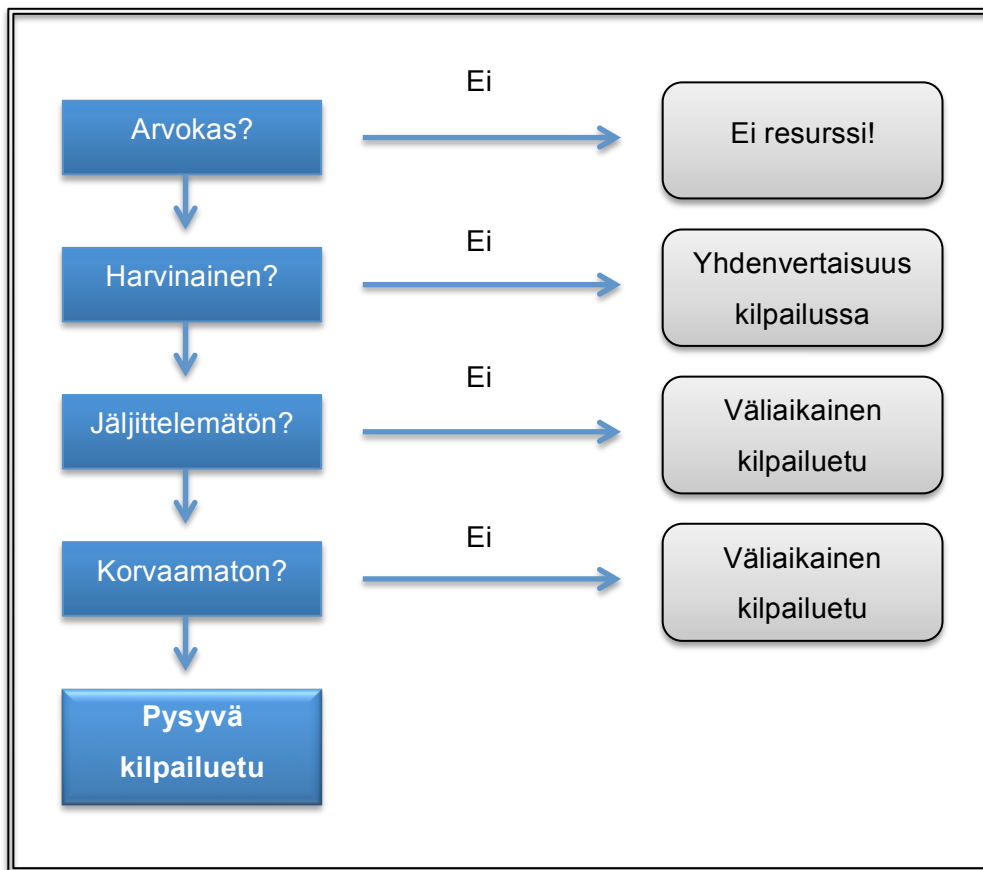 Ei
Arvokas?
Ei resurssi!
Ei
Harvinainen?
Yhdenvertaisuus
kilpailussa
Ei
Jäljittelemätön?
Väliaikainen
kilpailuetu
Ei
Korvaamaton?
Väliaikainen
kilpailuetu
Pysyvä
kilpailuetu